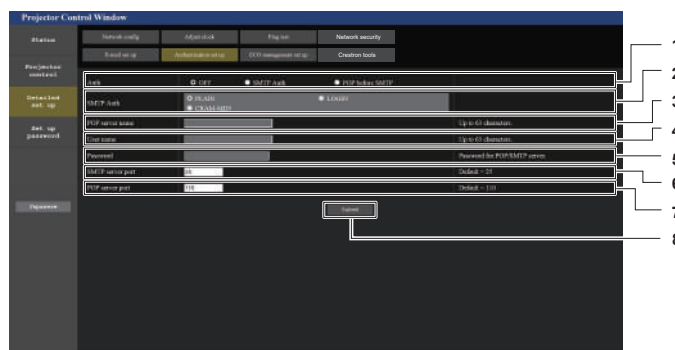 Projector Control Window
Status
Network config
Adjust clock
Ping test
Network security
E-mail set up
Authentication set up
ECO management set up
Crestron tools
Projector control
Detailed set up
Set up password
Japanese
Auth OFF SMTP Auth POP before SMTP
SMTP Auth PLAIN LOGIN
CRAM-MD5
POP server name Up to 63 characters.
User name Up to 63 characters.
Password Password for POP/SMTP server.
SMTP server port 25 Default = 25
POP server port 110 Default = 110
Submit
1
2
3
4
5
6
7
8